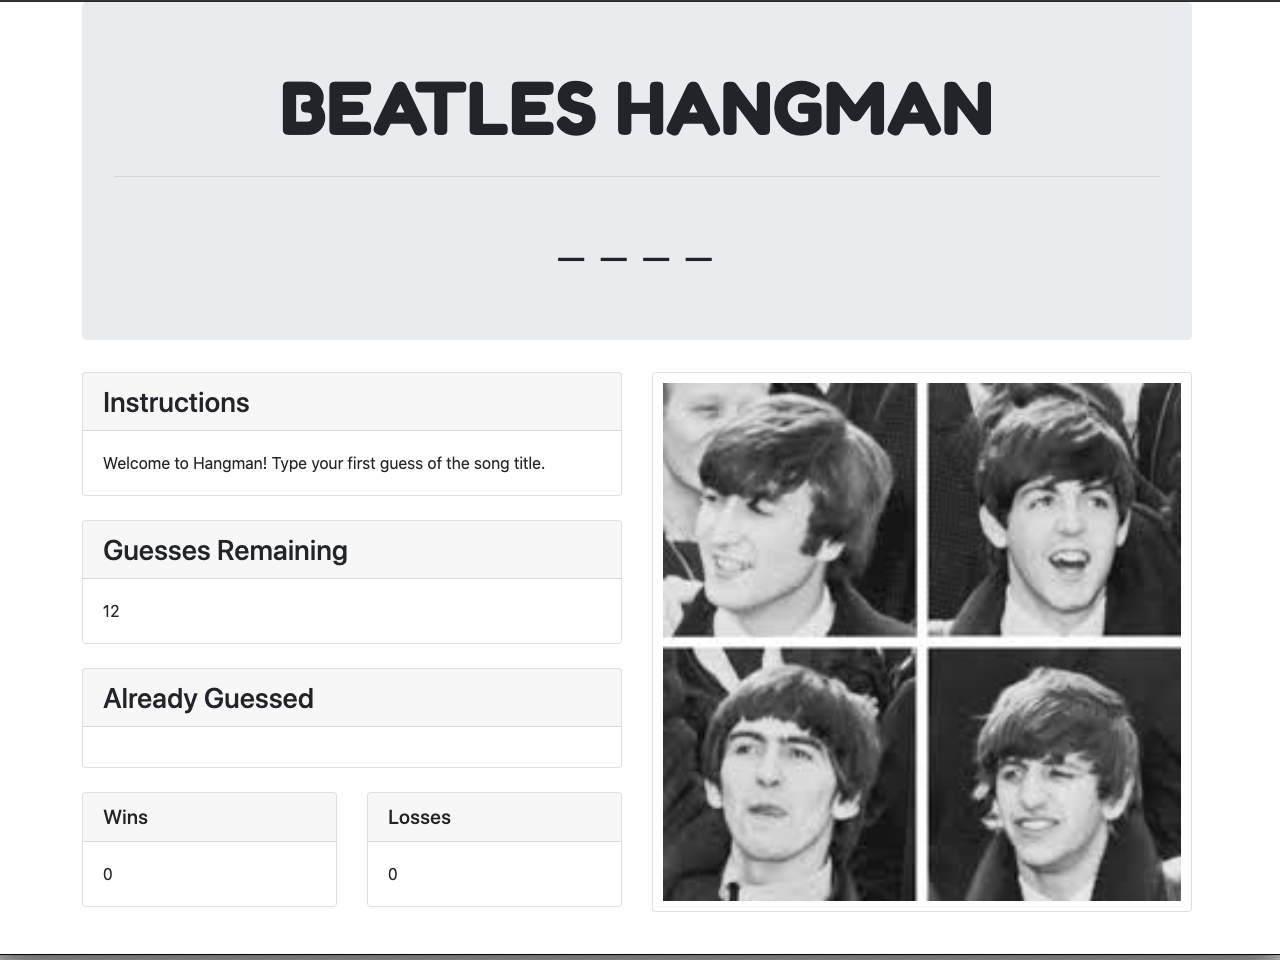 BEATLES HANGMAN
_ _ _ _
Instructions
Welcome to Hangman! Type your first guess of the song title.
Guesses Remaining
12
Already Guessed
Wins
0
Losses
0